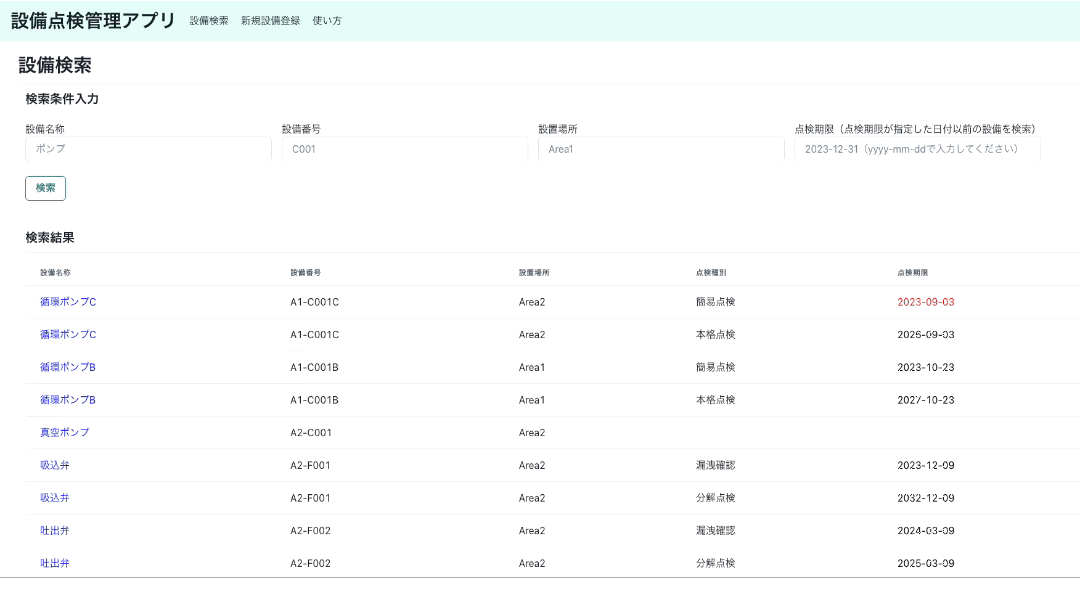 設備点検管理アプリ 設備検索 新規設備登録 使い方
設備検索
検索条件入力
設備名称 設備番号 設置場所 点検期限（点検期限が指定した日付以前の設備を検索）
ポンプ C001 Area1 2023-12-31（yyyy-mm-ddで入力してください）
検索
検索結果
設備名称 設備番号 設置場所 点検種別 点検期限
循環ポンプC A1-C001C Area2 簡易点検 2023-09-03
循環ポンプC A1-C001C Area2 本格点検 2026-09-03
循環ポンプB A1-C001B Area1 簡易点検 2023-10-23
循環ポンプB A1-C001B Area1 本格点検 2027-10-23
真空ポンプ A2-C001 Area2
吸込弁 A2-F001 Area2 漏洩確認 2023-12-09
吸込弁 A2-F001 Area2 分解点検 2032-12-09
吐出弁 A2-F002 Area2 漏洩確認 2024-03-09
吐出弁 A2-F002 Area2 分解点検 2025-03-09